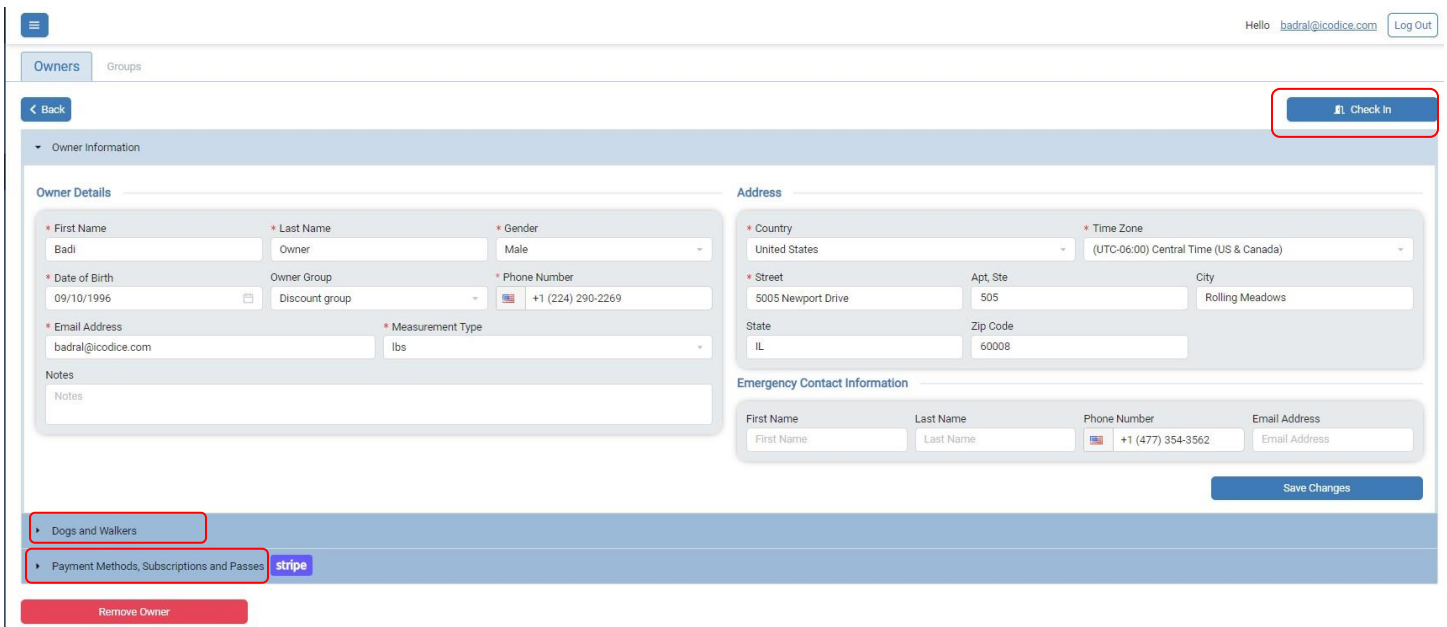 Hello badral@icodice.com Log Out
Owners Groups
Back
Check In
Owner Information
Owner Details
* First Name * Last Name * Gender
Badi Owner Male
* Date of Birth Owner Group * Phone Number
09/10/1996 Discount group +1 (224) 290-2269
* Email Address * Measurement Type
badral@icodice.com lbs
Notes
Notes
Address
* Country * Time Zone
United States (UTC-06:00) Central Time (US & Canada)
* Street Apt, Ste City
5005 Newport Drive 505 Rolling Meadows
State Zip Code
IL 60008
Emergency Contact Information
First Name Last Name Phone Number Email Address
First Name Last Name +1 (477) 354-3562 Email Address
Save Changes
Dogs and Walkers
Payment Methods, Subscriptions and Passes stripe
Remove Owner